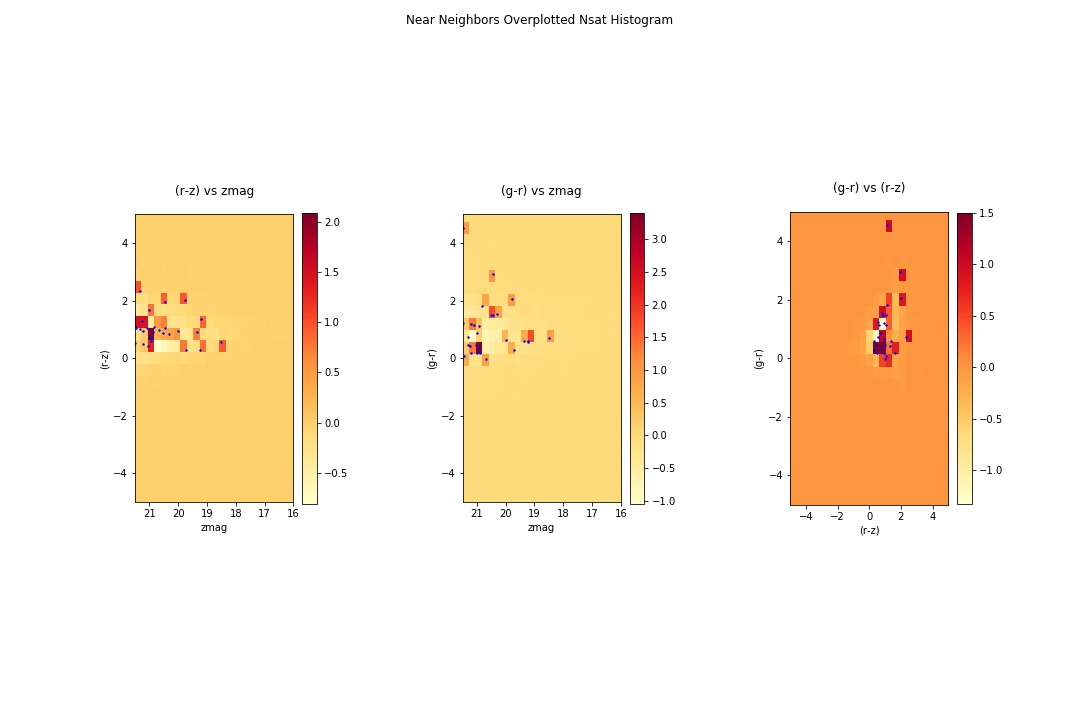 Near Neighbors Overplotted Nsat Histogram
(r-z) vs zmag
(r-z)
4
2
0
−2
−4
21 20 19 18 17 16
zmag
2.0
1.5
1.0
0.5
0.0
−0.5
(g-r) vs zmag
(g-r)
4
2
0
−2
−4
21 20 19 18 17 16
zmag
3.0
2.5
2.0
1.5
1.0
0.5
0.0
−0.5
−1.0
(g-r) vs (r-z)
(g-r)
4
2
0
−2
−4
−4 −2 0 2 4
(r-z)
1.5
1.0
0.5
0.0
−0.5
−1.0